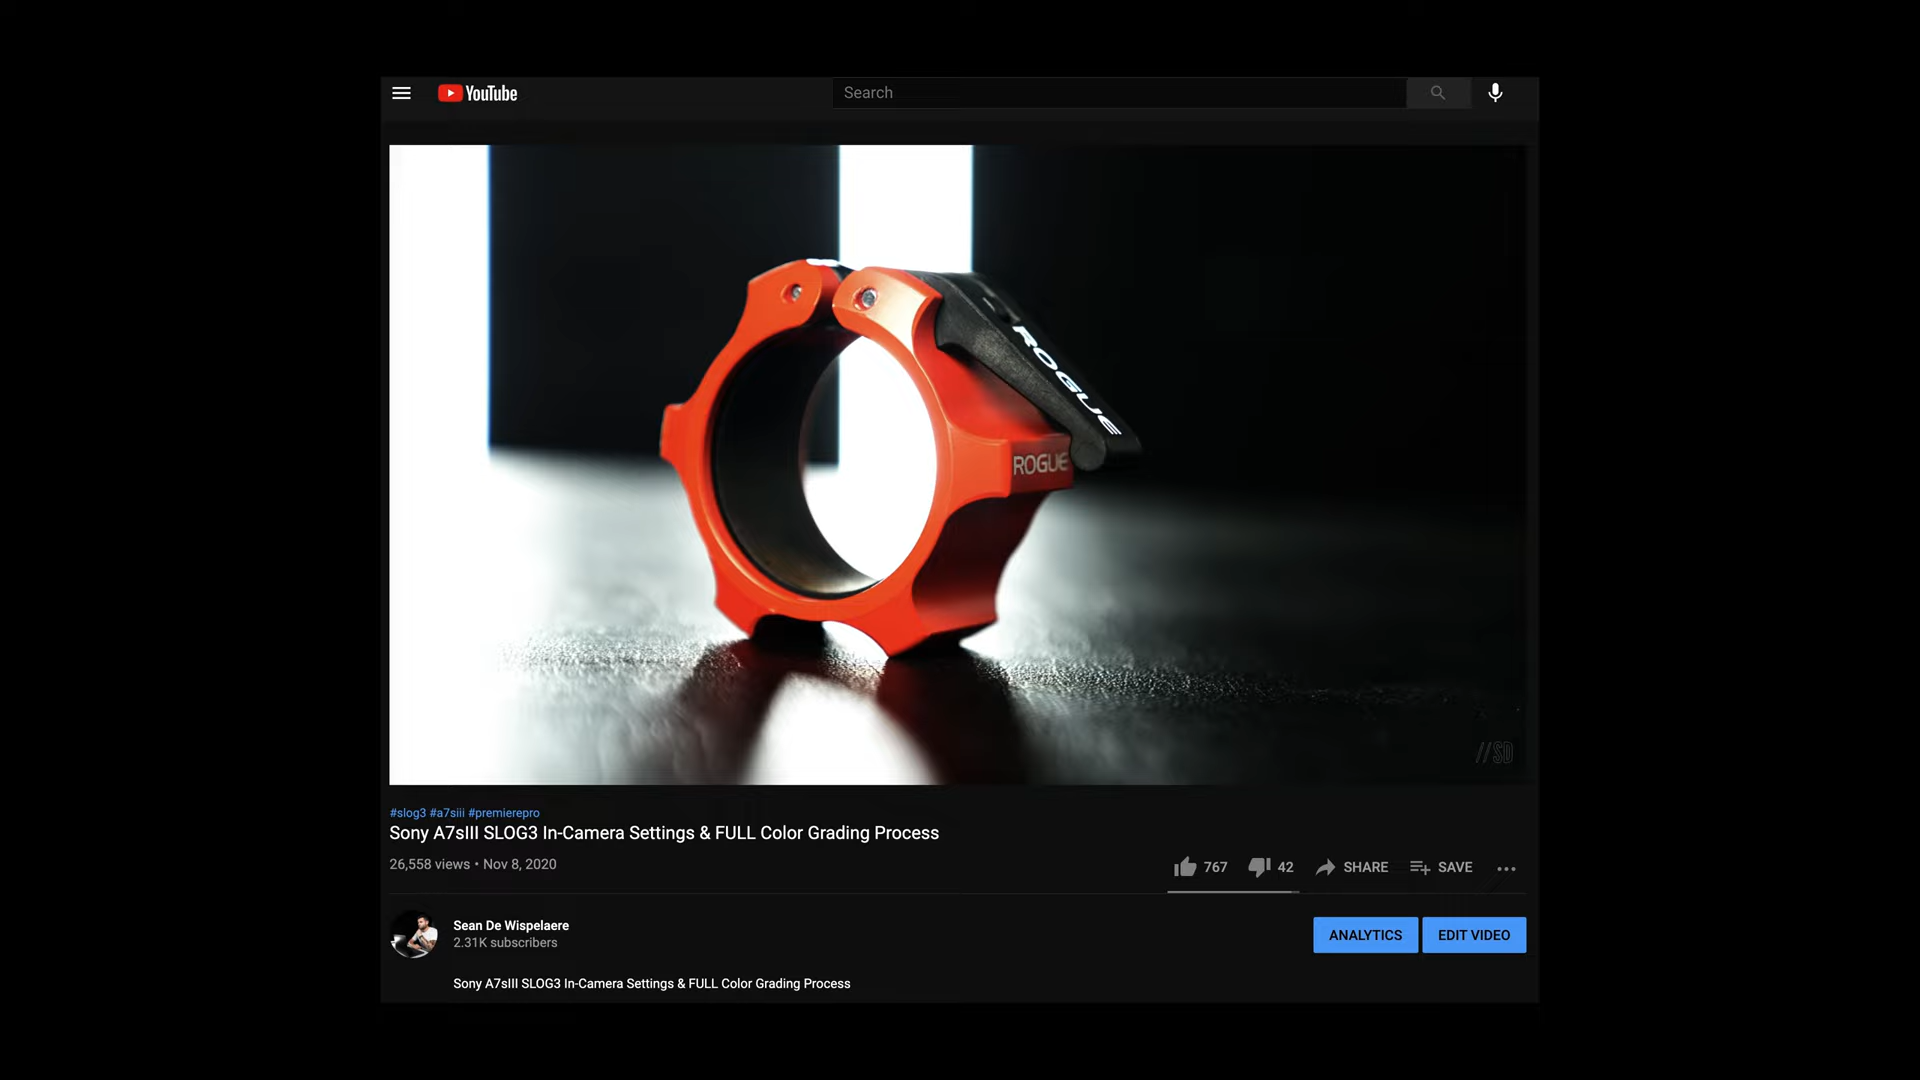 YouTube
Search
ROGUE
ROGUE
//SD
#slog3 #a7siii #premierepro
Sony A7sIII SLOG3 In-Camera Settings & FULL Color Grading Process
26,558 views • Nov 8, 2020
767 42 SHARE SAVE
Sean De Wispelaere
2.31K subscribers
ANALYTICS EDIT VIDEO
Sony A7sIII SLOG3 In-Camera Settings & FULL Color Grading Process